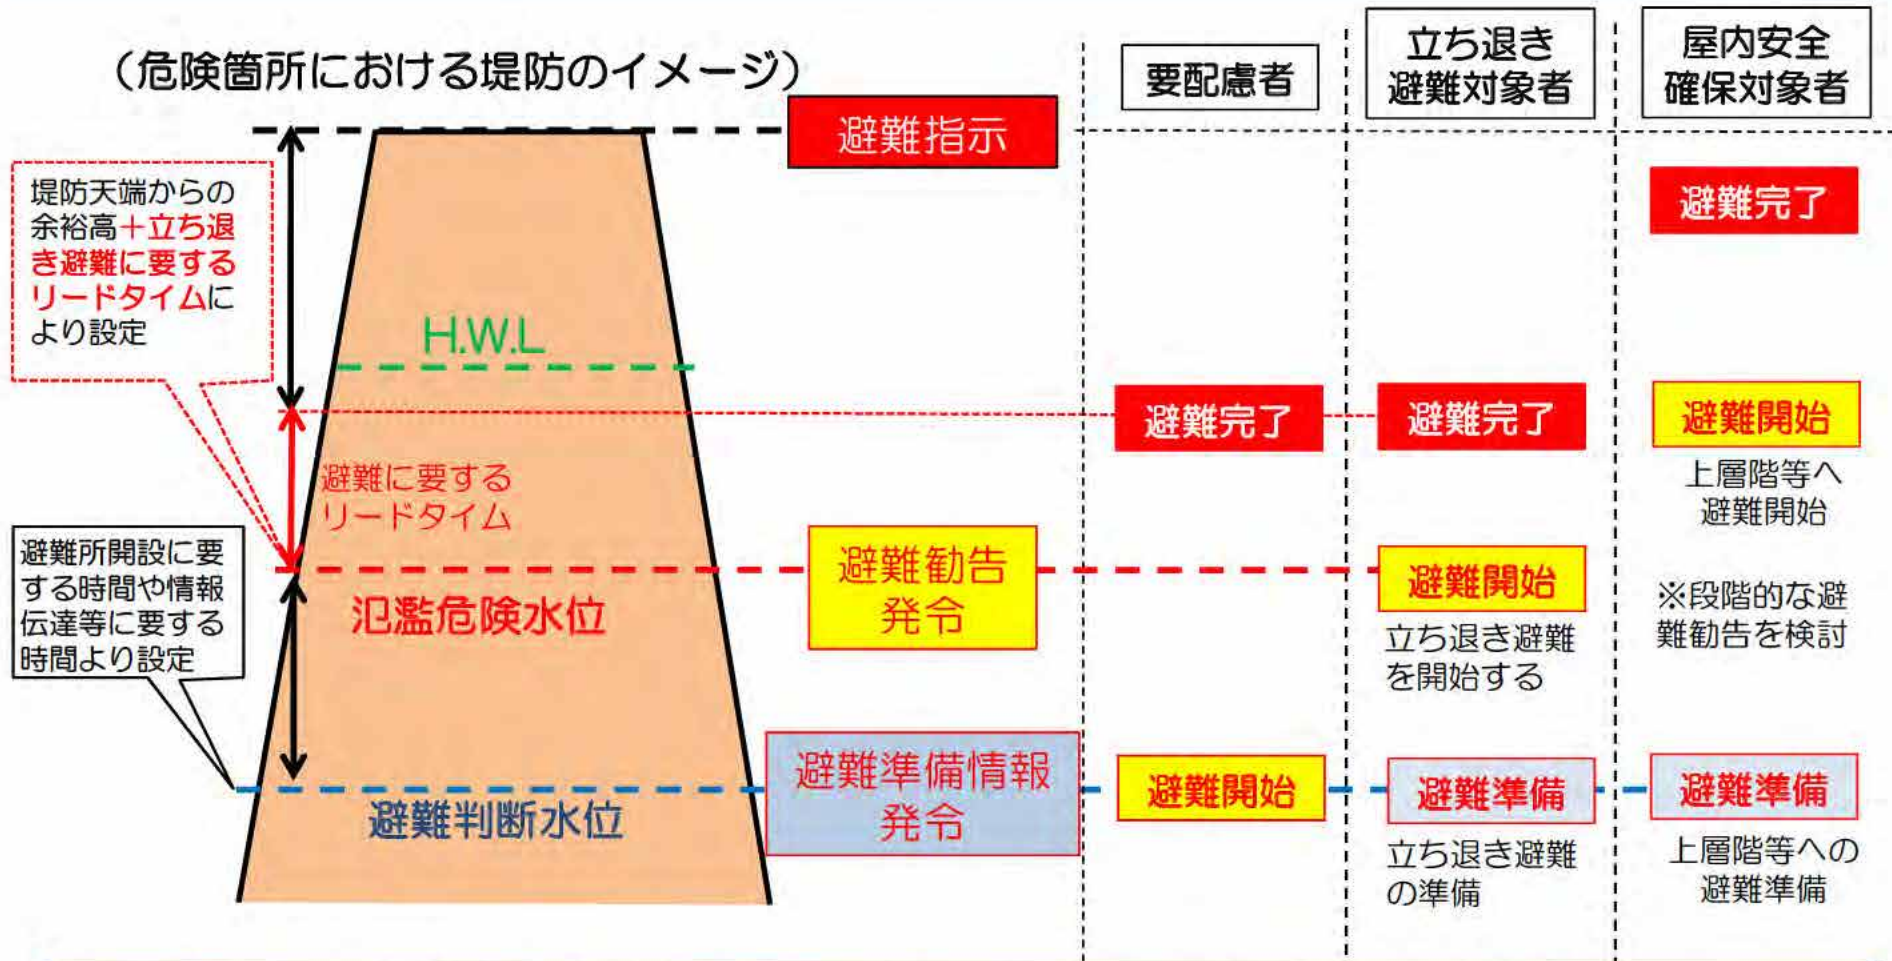 （危険箇所における堤防のイメージ）
要配慮者
立ち退き
避難対象者
屋内安全
確保対象者
避難指示
堤防天端からの
余裕高＋立ち退
き避難に要する
リードタイムに
より設定
避難完了
H.W.L
避難完了
避難完了
避難開始
上層階等へ
避難開始
避難に要する
リードタイム
避難所開設に要
する時間や情報
伝達等に要する
時間より設定
氾濫危険水位
避難勧告
発令
避難開始
立ち退き避難
を開始する
※段階的な避
難勧告を検討
避難判断水位
避難準備情報
発令
避難開始
避難準備
立ち退き避難
の準備
避難準備
上層階等への
避難準備